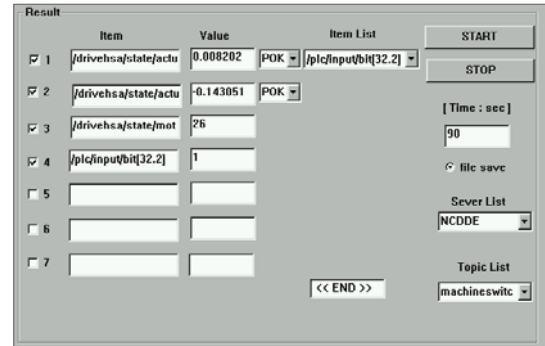 Result
Item Value Item List
1 /drivehsa/state/actu 0.008202 POK /plc/input/bit[32.2]
START
STOP
2 /drivehsa/state/actu -0.143051 POK
[ Time : sec ]
90
3 /drivehsa/state/mot 26
file save
4 /plc/input/bit[32.2] 1
5
Sever List
NCDDE
6
7
Topic List
<< END >>
machineswitc